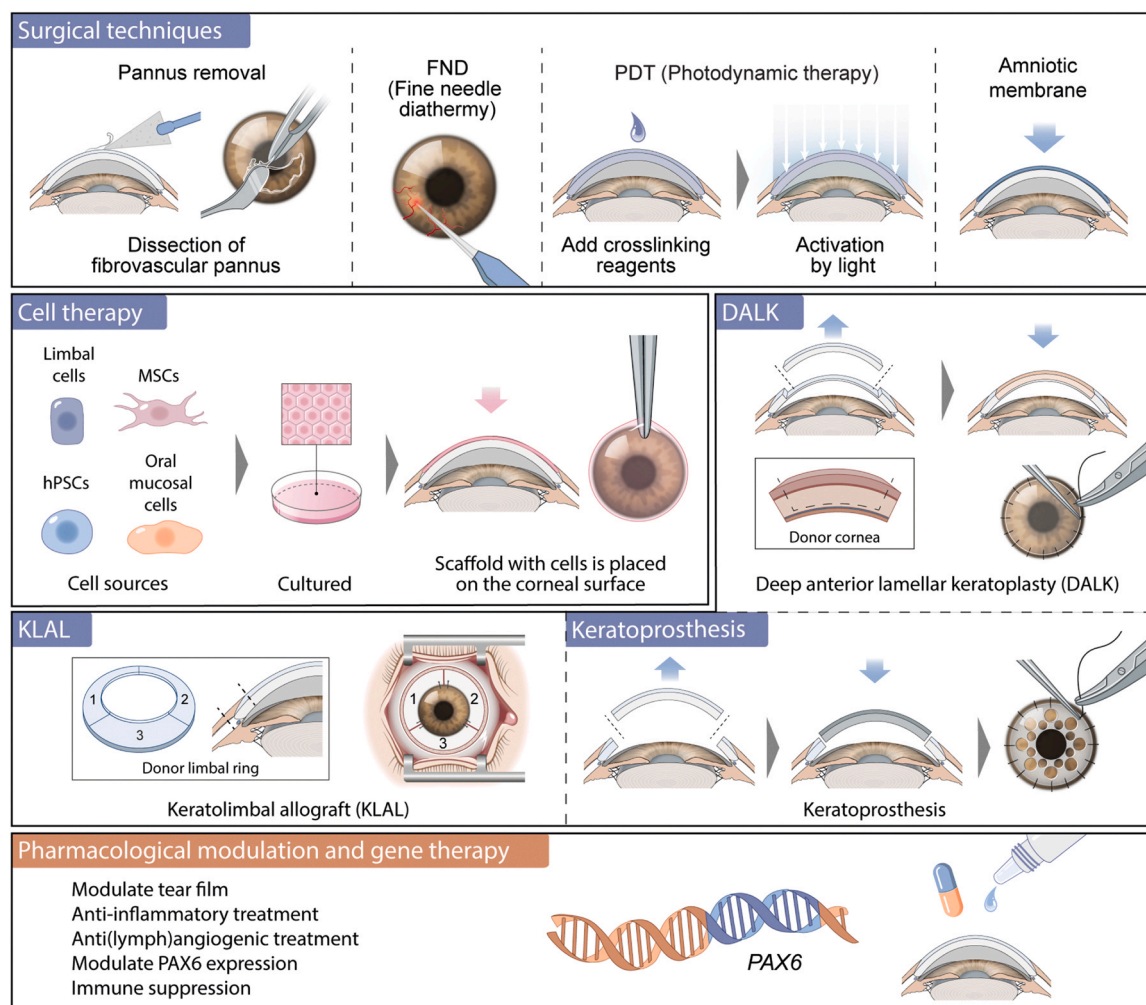 Surgical techniques
Pannus removal
Dissection of
fibrovascular pannus
FND
(Fine needle
diathermy)
PDT (Photodynamic therapy)
Add crosslinking
reagents
Activation
by light
Amniotic
membrane
Cell therapy
Limbal
cells
MSCs
hPSCs
Oral
mucosal
cells
Cell sources
Cultured
Scaffold with cells is placed
on the corneal surface
DALK
Donor cornea
Deep anterior lamellar keratoplasty (DALK)
KLAL
1
2
3
Donor limbal ring
1
2
3
Keratolimbal allograft (KLAL)
Keratoprosthesis
Keratoprosthesis
Pharmacological modulation and gene therapy
Modulate tear film
Anti-inflammatory treatment
Anti(lymph)angiogenic treatment
Modulate PAX6 expression
Immune suppression
PAX6